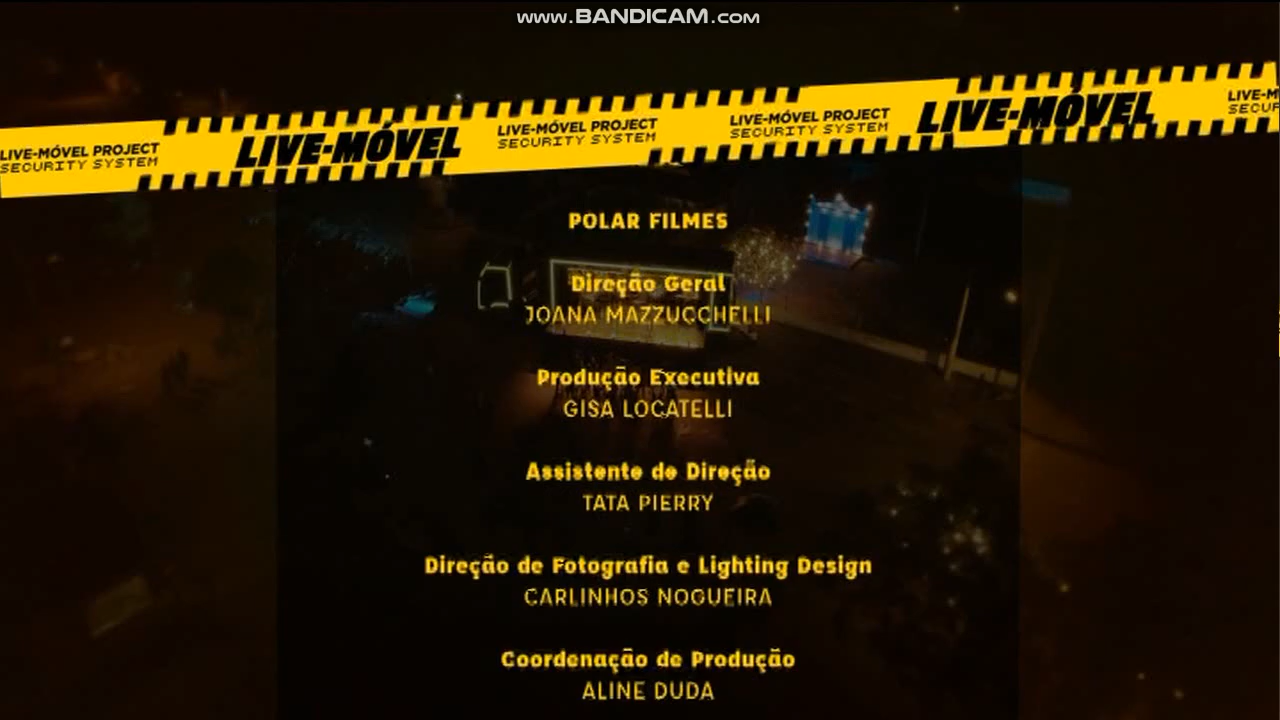 www.BANDICAM.com
LIVE-MÓVEL PROJECT
SECURITY SYSTEM
LIVE-MÓVEL
LIVE-MÓVEL PROJECT
SECURITY SYSTEM
LIVE-MÓVEL PROJECT
SECURITY SYSTEM
LIVE-MÓVEL
LIVE-M
SECUR
POLAR FILMES
Direção Geral
JOANA MAZZUCCHELLI
Produção Executiva
GISA LOCATELLI
Assistente de Direção
TATA PIERRY
Direção de Fotografia e Lighting Design
CARLINHOS NOGUEIRA
Coordenação de Produção
ALINE DUDA